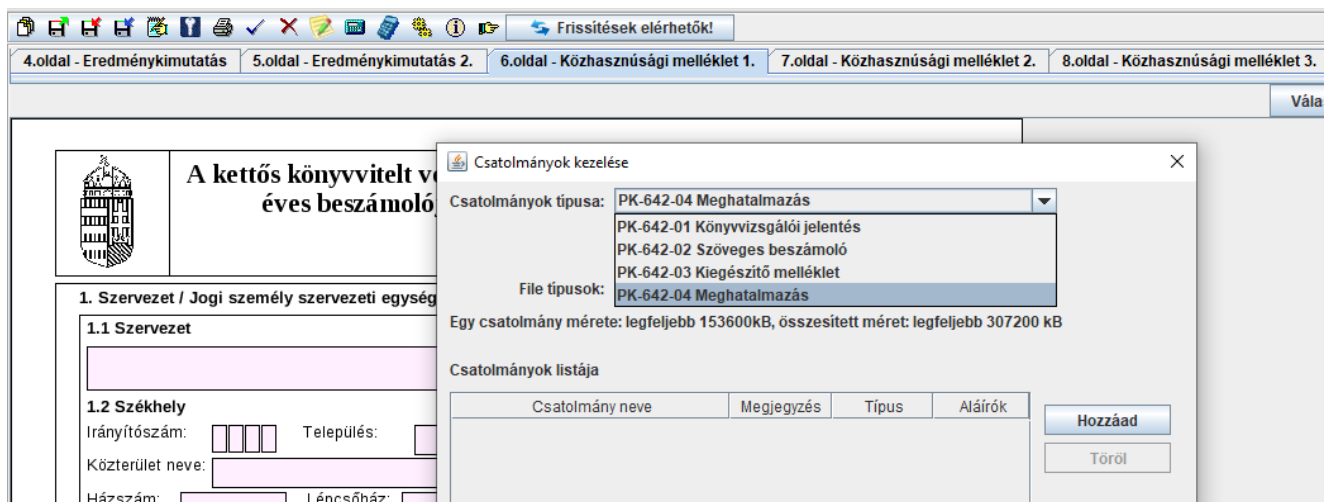 Frissítések elérhetők!
4.oldal - Eredménykimutatás 5.oldal - Eredménykimutatás 2. 6.oldal - Közhasznúsági melléklet 1. 7.oldal - Közhasznúsági melléklet 2. 8.oldal - Közhasznúsági melléklet 3.
A kettős könyvvitelt
éves
1. Szervezet / Jogi személy szervezeti
1.1 Szervezet
1.2 Székhely
Irányítószám: Település:
Közterület neve:
Házszám: Lépcsőház:
Csatolmányok kezelése
Csatolmányok típusa: PK-642-04 Meghatalmazás
PK-642-01 Könyvvizsgálói jelentés
PK-642-02 Szöveges beszámoló
PK-642-03 Kiegészítő melléklet
File típusok: PK-642-04 Meghatalmazás
Egy csatolmány mérete: legfeljebb 153600kB, összesített méret: legfeljebb 307200 kB
Csatolmányok listája
Csatolmány neve Megjegyzés Típus Aláírók
Hozzáad
Töröl